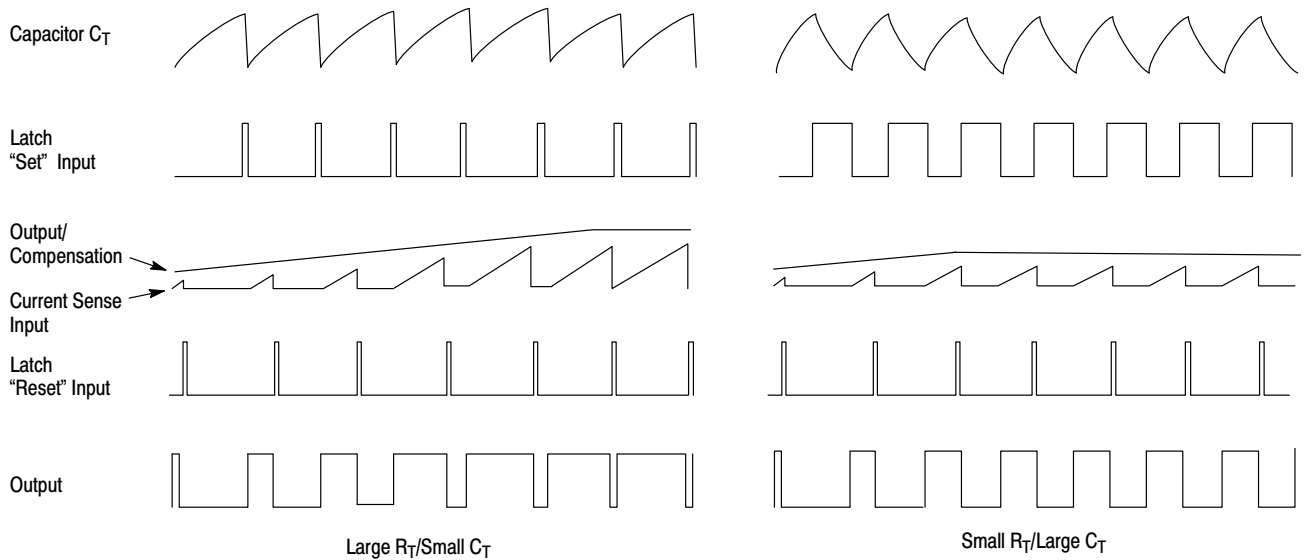 Capacitor C_T
Latch
“Set” Input
Output/
Compensation
Current Sense
Input
Latch
“Reset” Input
Output
Large R_T/Small C_T
Small R_T/Large C_T